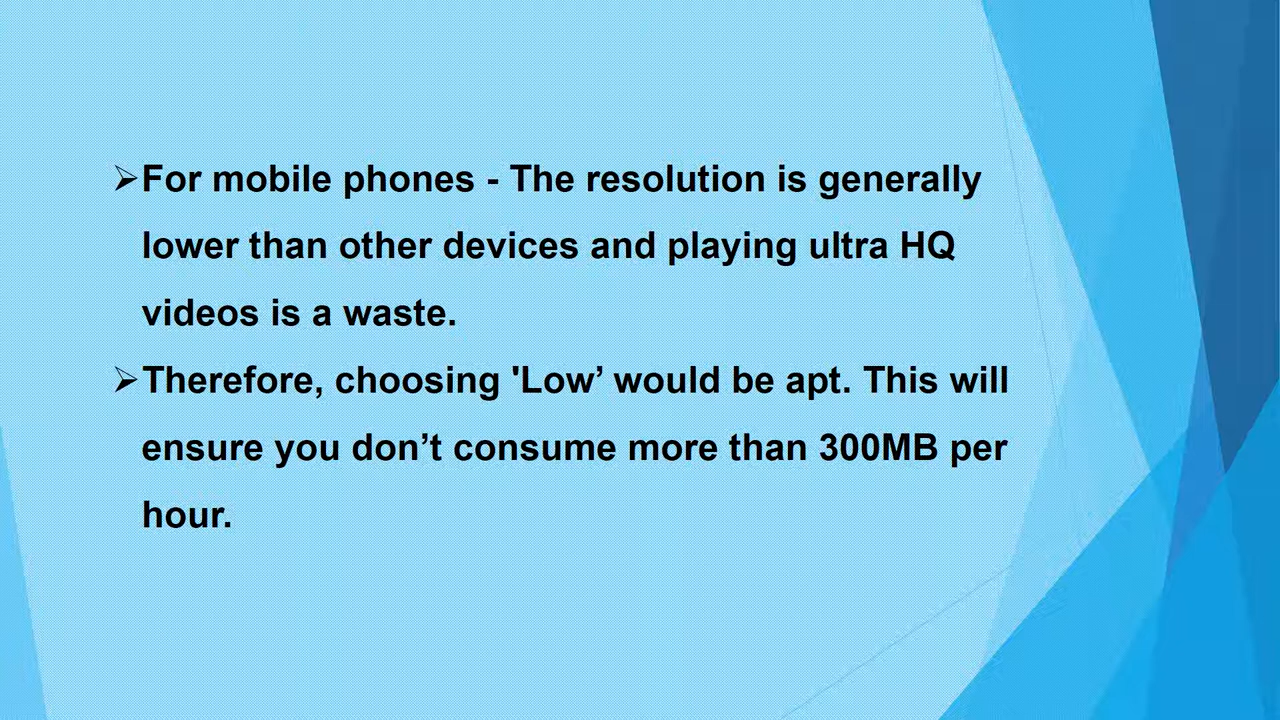 ➢For mobile phones - The resolution is generally
lower than other devices and playing ultra HQ
videos is a waste.
➢Therefore, choosing 'Low’ would be apt. This will
ensure you don’t consume more than 300MB per
hour.